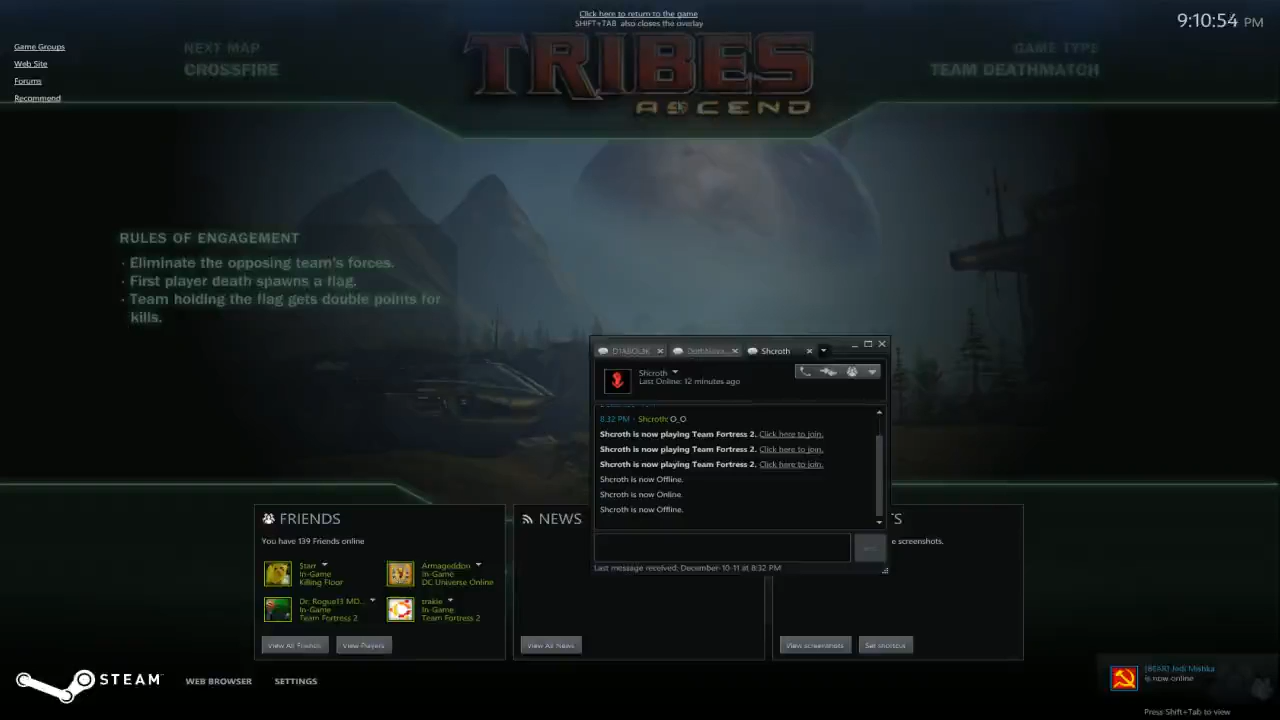 Click here to return to the game
SHIFT+TAB also closes the overlay
9:10:54 PM
Game Groups
Web Site
Forums
Recommend
NEXT MAP
CROSSFIRE
TRIBES
ASCEND
GAME TYPE
TEAM DEATHMATCH
RULES OF ENGAGEMENT
· Eliminate the opposing team's forces.
· First player death spawns a flag.
· Team holding the flag gets double points for
kills.
D1ABOL1K
Shcroth
Shcroth
Last Online: 12 minutes ago
8:32 PM - Shcroth: O_O
Shcroth is now playing Team Fortress 2. Click here to join.
Shcroth is now playing Team Fortress 2. Click here to join.
Shcroth is now playing Team Fortress 2. Click here to join.
Shcroth is now Offline.
Shcroth is now Online.
Shcroth is now Offline.
Last message received: December-10-11 at 8:32 PM
FRIENDS
You have 139 Friends online
Starr
In-Game
Killing Floor
Armageddon
In-Game
DC Universe Online
Dr. Rogue13 MD...
In-Game
Team Fortress 2
trakie
In-Game
Team Fortress 2
View All Friends
View Players
NEWS
View All News
TS
e screenshots.
View screenshots
Set shortcut
STEAM
WEB BROWSER
SETTINGS
[BEAR] Jedi Mishka
is now online
Press Shift+Tab to view